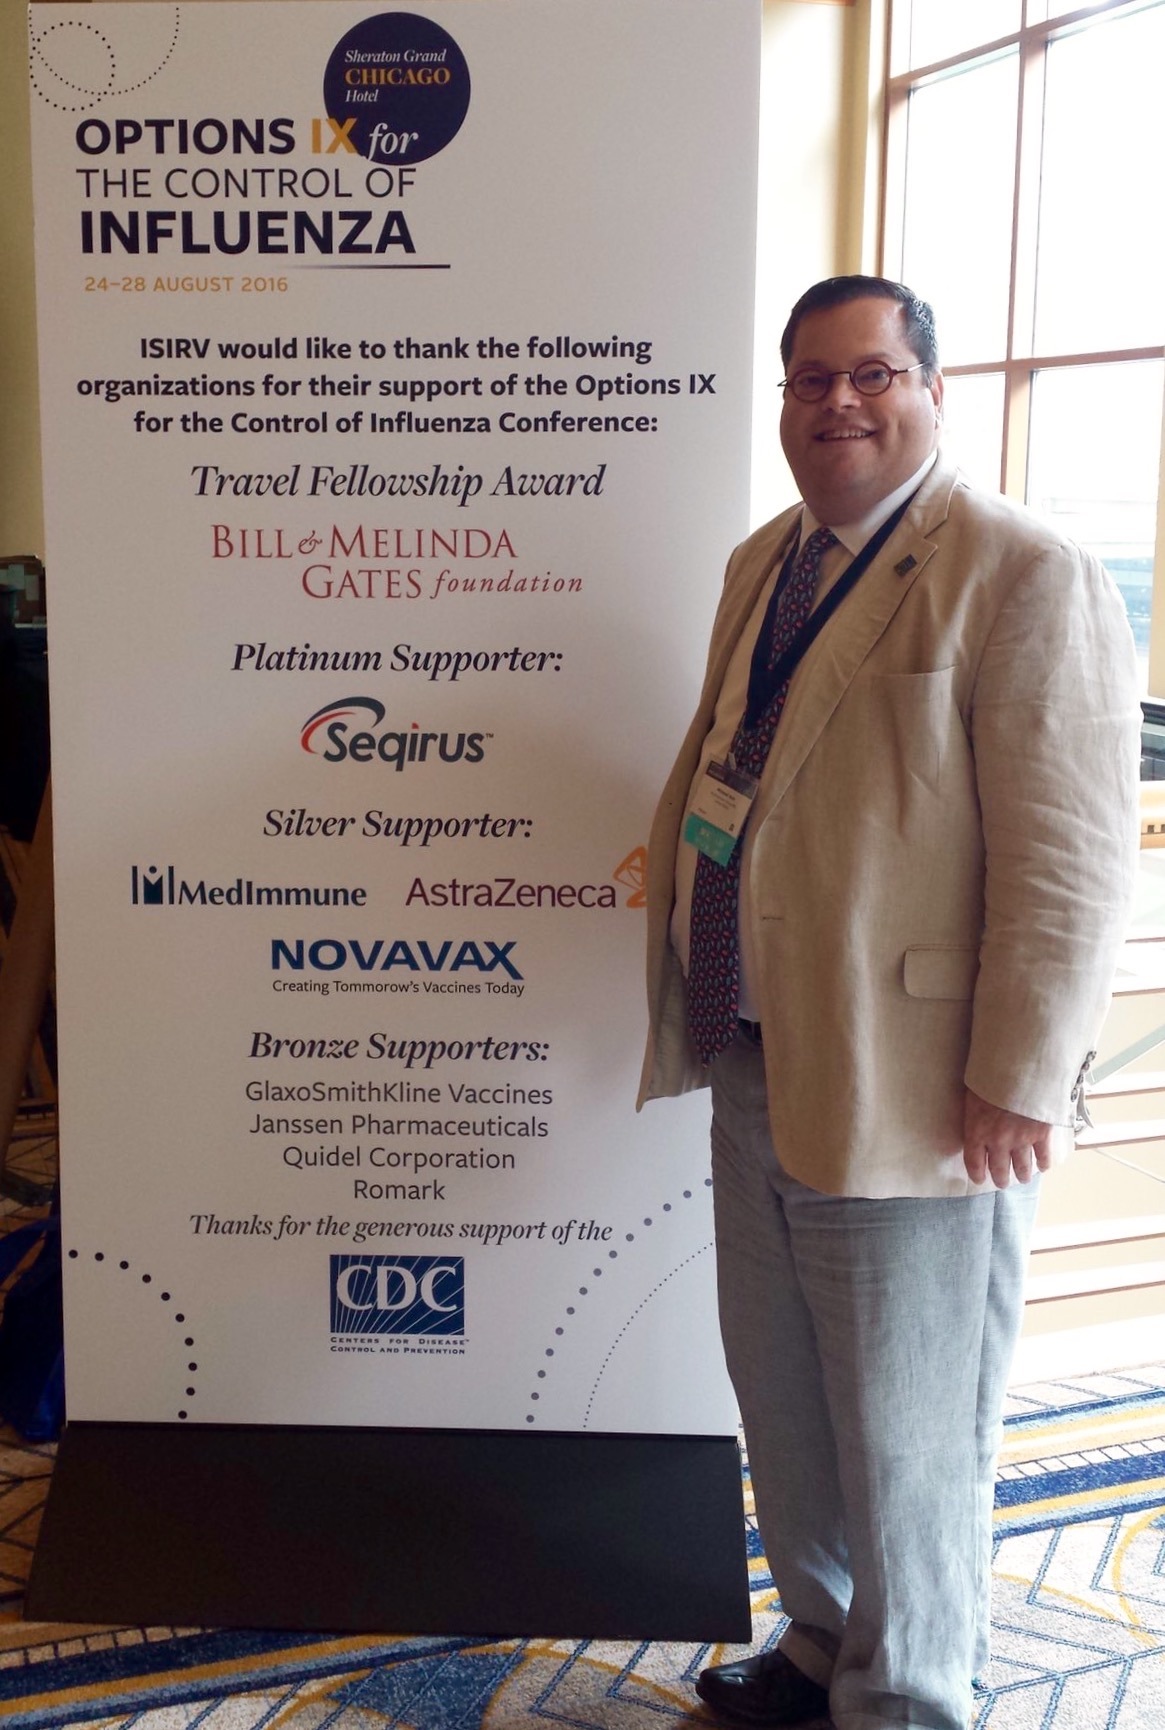 Sheraton Grand
CHICAGO
Hotel
OPTIONS IX for
THE CONTROL OF
INFLUENZA
24–28 AUGUST 2016
ISIRV would like to thank the following
organizations for their support of the Options IX
for the Control of Influenza Conference:
Travel Fellowship Award
BILL & MELINDA
GATES foundation
Platinum Supporter:
Seqirus™
Silver Supporter:
MedImmune AstraZeneca
NOVAVAX
Creating Tommorow's Vaccines Today
Bronze Supporters:
GlaxoSmithKline Vaccines
Janssen Pharmaceuticals
Quidel Corporation
Romark
Thanks for the generous support of the
CDC
CENTERS FOR DISEASE™
CONTROL AND PREVENTION